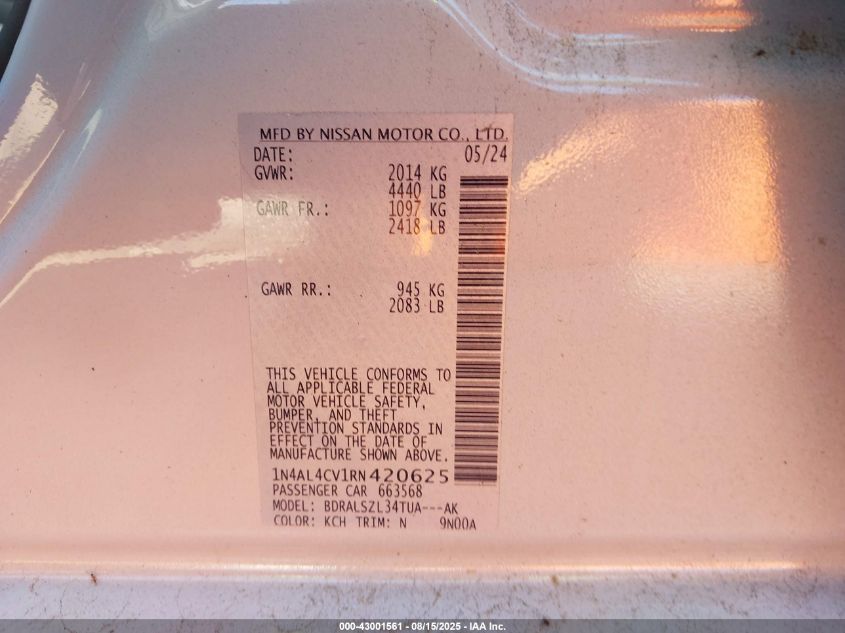 MFD BY NISSAN MOTOR CO., LTD.
DATE: 05/24
GVWR: 2014 KG
4440 LB
GAWR FR.: 1097 KG
2418 LB
GAWR RR.: 945 KG
2083 LB
THIS VEHICLE CONFORMS TO
ALL APPLICABLE FEDERAL
MOTOR VEHICLE SAFETY,
BUMPER, AND THEFT
PREVENTION STANDARDS IN
EFFECT ON THE DATE OF
MANUFACTURE SHOWN ABOVE.
1N4AL4CV1RN420625
PASSENGER CAR 663568
MODEL: BDRALSZL34TUA---AK
COLOR: KCH TRIM: N 9N00A
000-43001561 - 08/15/2025 - IAA Inc.